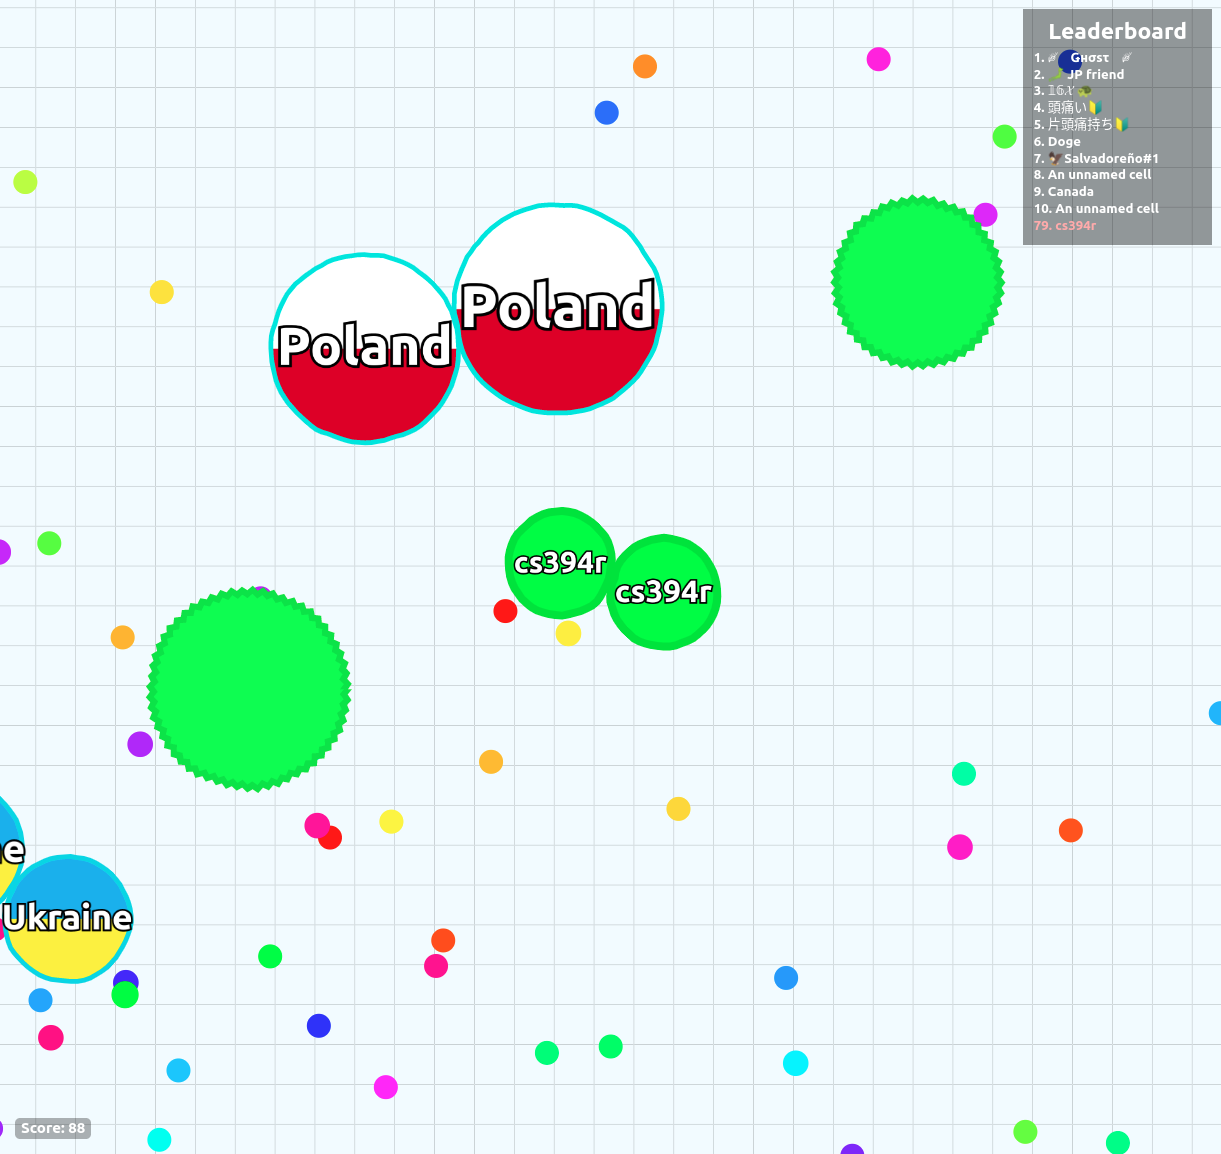 Leaderboard
1. Gнσsт
2. JP friend
3. 𝟙𝟞.𝓧
4. 頭痛い🔰
5. 片頭痛持ち🔰
6. Doge
7. 🦅Salvadoreño#1
8. An unnamed cell
9. Canada
10. An unnamed cell
79. cs394r
Poland
Poland
cs394r
cs394r
e
Ukraine
Score: 88